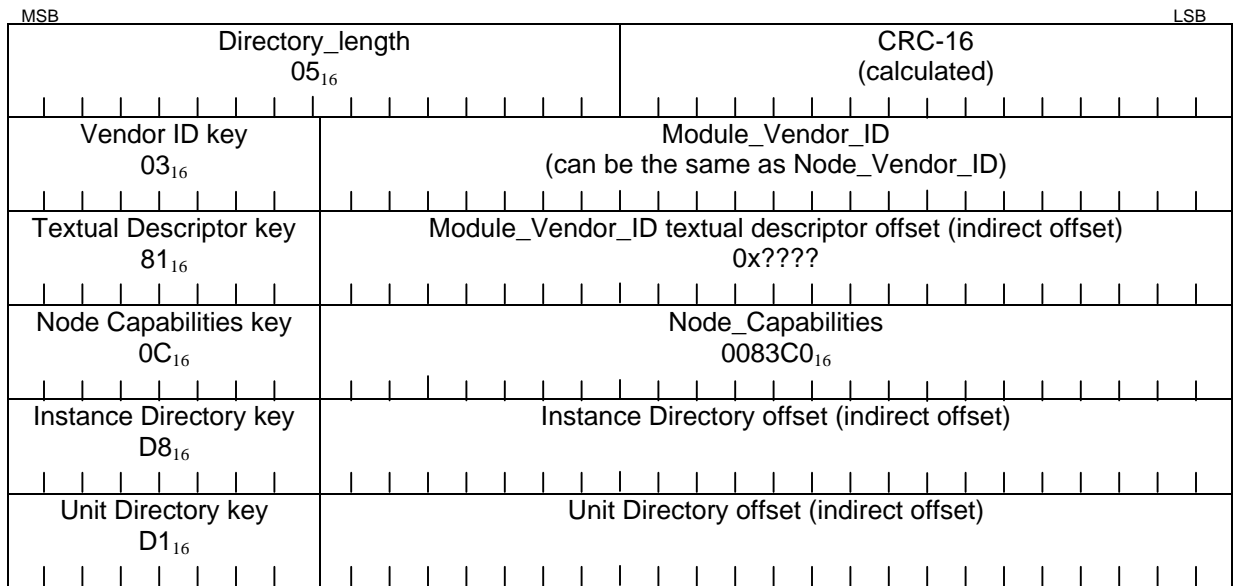 MSB LSB
Directory_length CRC-16
05₁₆ (calculated)
Vendor ID key Module_Vendor_ID
03₁₆ (can be the same as Node_Vendor_ID)
Textual Descriptor key Module_Vendor_ID textual descriptor offset (indirect offset)
81₁₆ 0x????
Node Capabilities key Node_Capabilities
0C₁₆ 0083C0₁₆
Instance Directory key Instance Directory offset (indirect offset)
D8₁₆
Unit Directory key Unit Directory offset (indirect offset)
D1₁₆